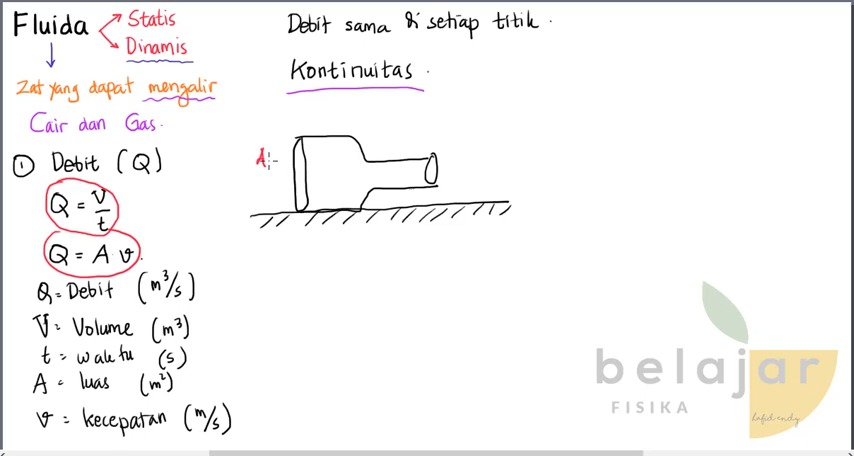 Fluida
Statis
Dinamis
Zat yang dapat mengalir
Cair dan Gas.
① Debit (Q)
Q = V/t
Q = A v.
Q = Debit (m³/s)
V = Volume (m³)
t = waktu (s)
A = luas (m²)
v = kecepatan (m/s)
Debit sama di setiap titik.
Kontinuitas.
A
belajar
FISIKA